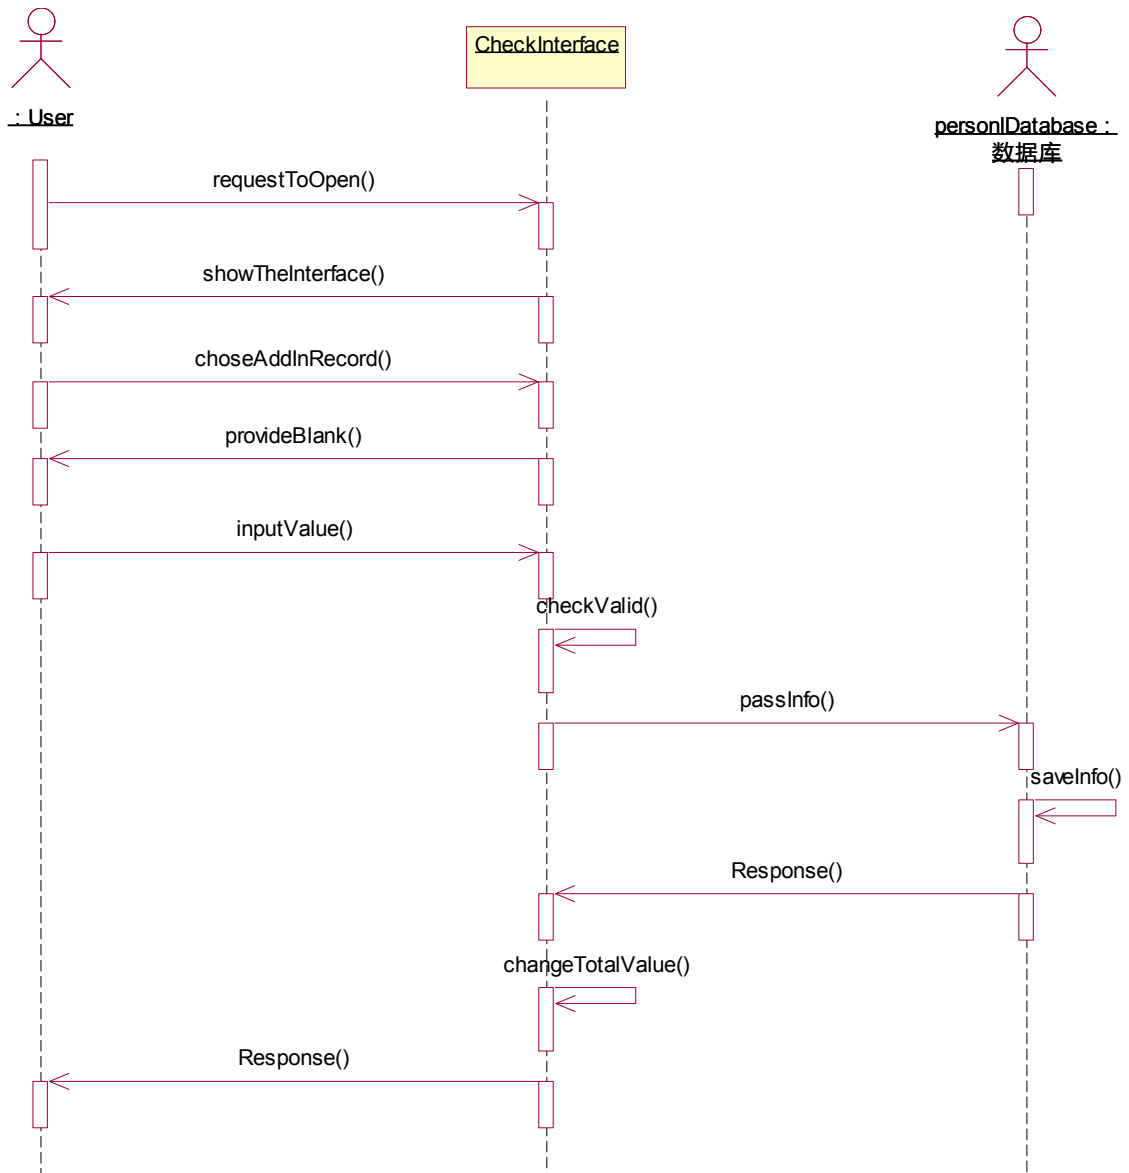 : User
CheckInterface
personlDatabase :
数据库
requestToOpen()
showTheInterface()
choseAddInRecord()
provideBlank()
inputValue()
checkValid()
passInfo()
saveInfo()
Response()
changeTotalValue()
Response()